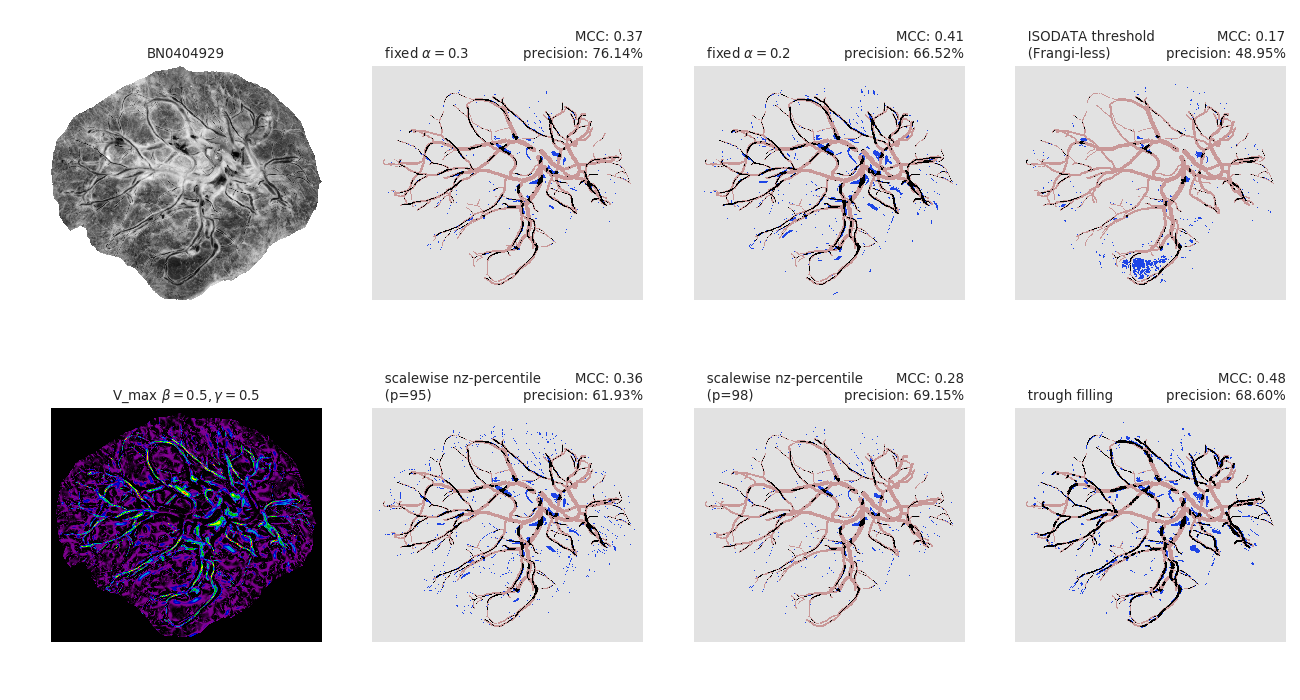 BN0404929
MCC: 0.37
fixed α = 0.3 precision: 76.14%
MCC: 0.41
fixed α = 0.2 precision: 66.52%
ISODATA threshold MCC: 0.17
(Frangi-less) precision: 48.95%
V_max β = 0.5, γ = 0.5
scalewise nz-percentile MCC: 0.36
(p=95) precision: 61.93%
scalewise nz-percentile MCC: 0.28
(p=98) precision: 69.15%
MCC: 0.48
trough filling precision: 68.60%